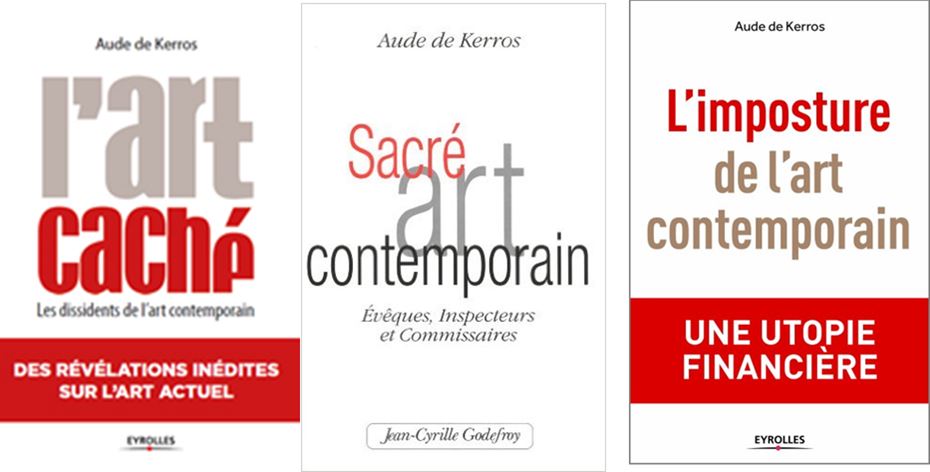 Aude de Kerros
l'art
caché
Les dissidents de l'art contemporain
DES RÉVÉLATIONS INÉDITES
SUR L'ART ACTUEL
EYROLLES
Aude de Kerros
Sacré
art
contemporain
Évêques, Inspecteurs
et Commissaires
Jean-Cyrille Godefroy
Aude de Kerros
L'imposture
de l'art
contemporain
UNE UTOPIE
FINANCIÈRE
EYROLLES